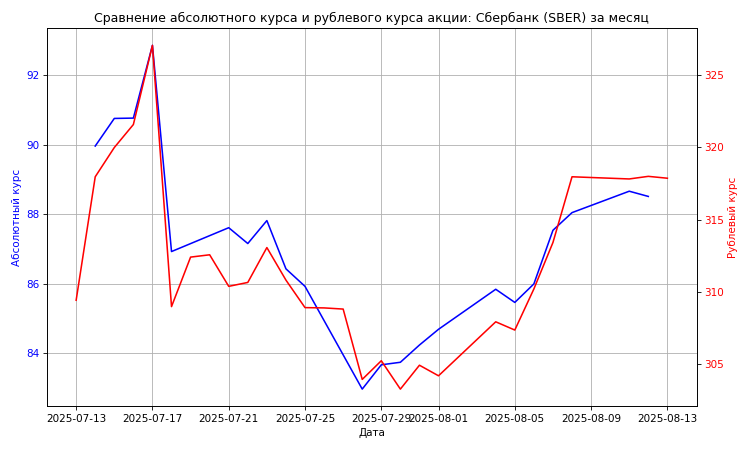 Сравнение абсолютного курса и рублевого курса акции: Сбербанк (SBER) за месяц
Абсолютный курс
92
90
88
86
84
325
320
315
310
305
Рублевый курс
2025-07-13 2025-07-17 2025-07-21 2025-07-25 2025-07-29 2025-08-01 2025-08-05 2025-08-09 2025-08-13
Дата